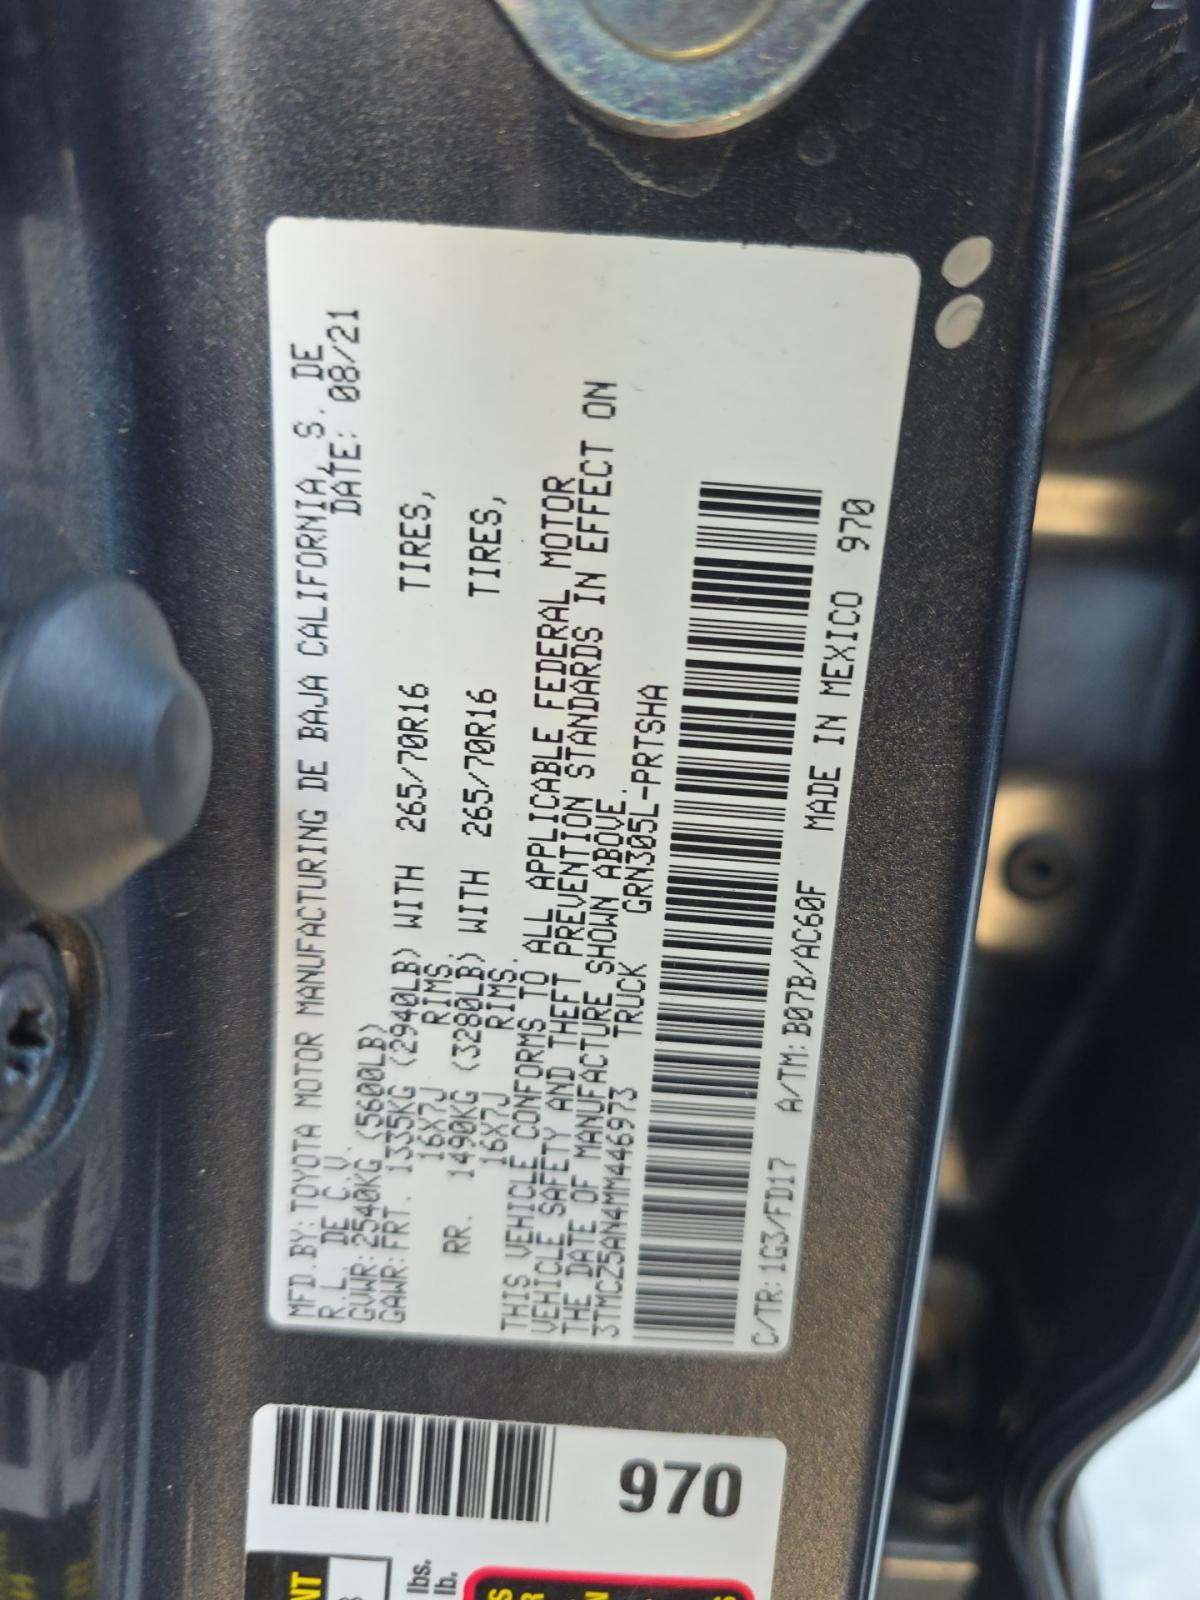 MFD.BY:TOYOTA MOTOR MANUFACTURING DE BAJA CALIFORNIA, S. DE
R.L. DE C.V. DATE: 08/21
GVWR:2540KG (5600LB)
GAWR:FRT. 1335KG (2940LB) WITH 265/70R16 TIRES,
16X7J RIMS.
RR. 1490KG (3280LB) WITH 265/70R16 TIRES,
16X7J RIMS.
THIS VEHICLE CONFORMS TO ALL APPLICABLE FEDERAL MOTOR
VEHICLE SAFETY AND THEFT PREVENTION STANDARDS IN EFFECT ON
THE DATE OF MANUFACTURE SHOWN ABOVE.
3TMCZ5AN4MM446973 TRUCK GRN305L-PRTSHA
C/TR:1G3/FD17 A/TM:B07B/AC60F MADE IN MEXICO 970
970
lbs.
lb.